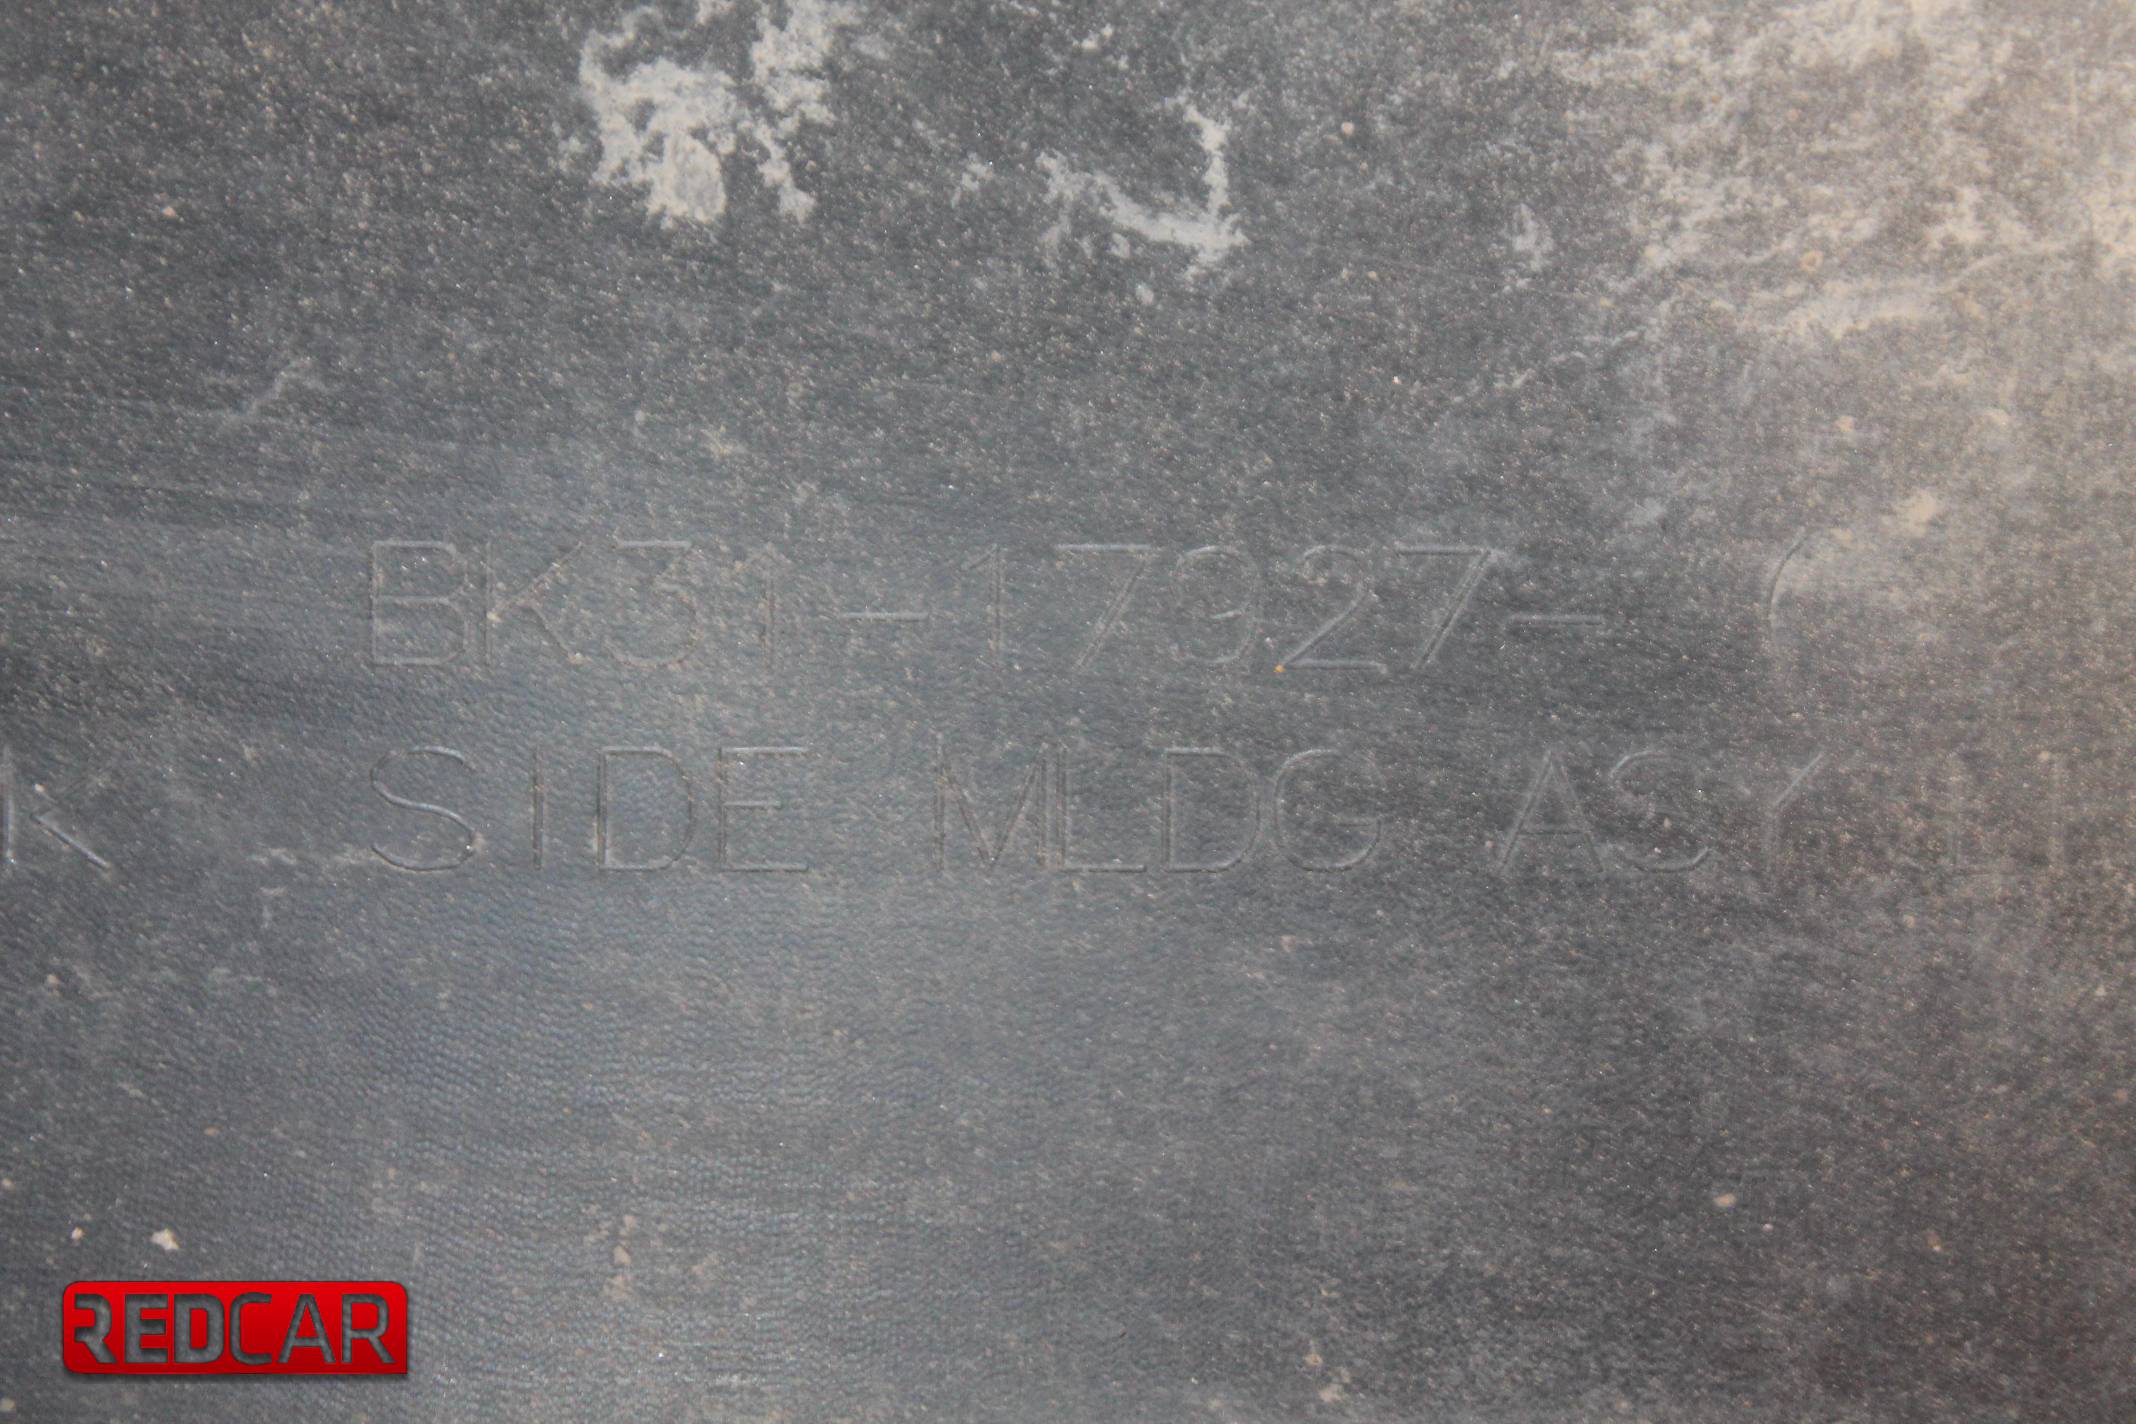 BK31-17927- (
K SIDE MLDG ASY
REDCAR